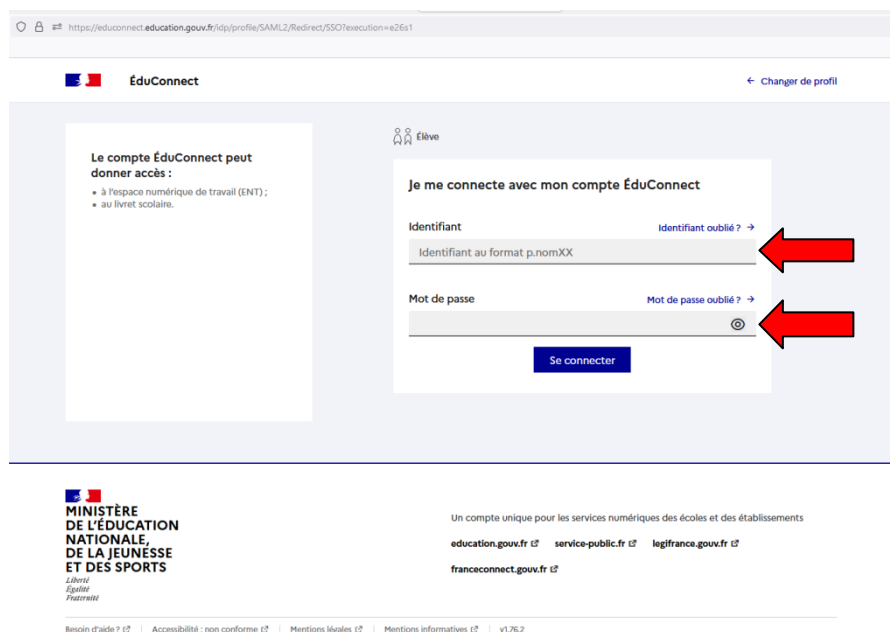 https://educonnect.education.gouv.fr/idp/profile/SAML2/Redirect/SSO?execution=e26s1
ÉduConnect
← Changer de profil
Le compte ÉduConnect peut
donner accès :
• à l'espace numérique de travail (ENT) ;
• au livret scolaire.
Élève
Je me connecte avec mon compte ÉduConnect
Identifiant
Identifiant oublié ? →
Identifiant au format p.nomXX
Mot de passe
Mot de passe oublié ? →
Se connecter
MINISTÈRE
DE L'ÉDUCATION
NATIONALE,
DE LA JEUNESSE
ET DES SPORTS
Liberté
Égalité
Fraternité
Un compte unique pour les services numériques des écoles et des établissements
education.gouv.fr service-public.fr legifrance.gouv.fr
franceconnect.gouv.fr
Besoin d'aide ? | Accessibilité : non conforme | Mentions légales | Mentions informatives | v1.76.2